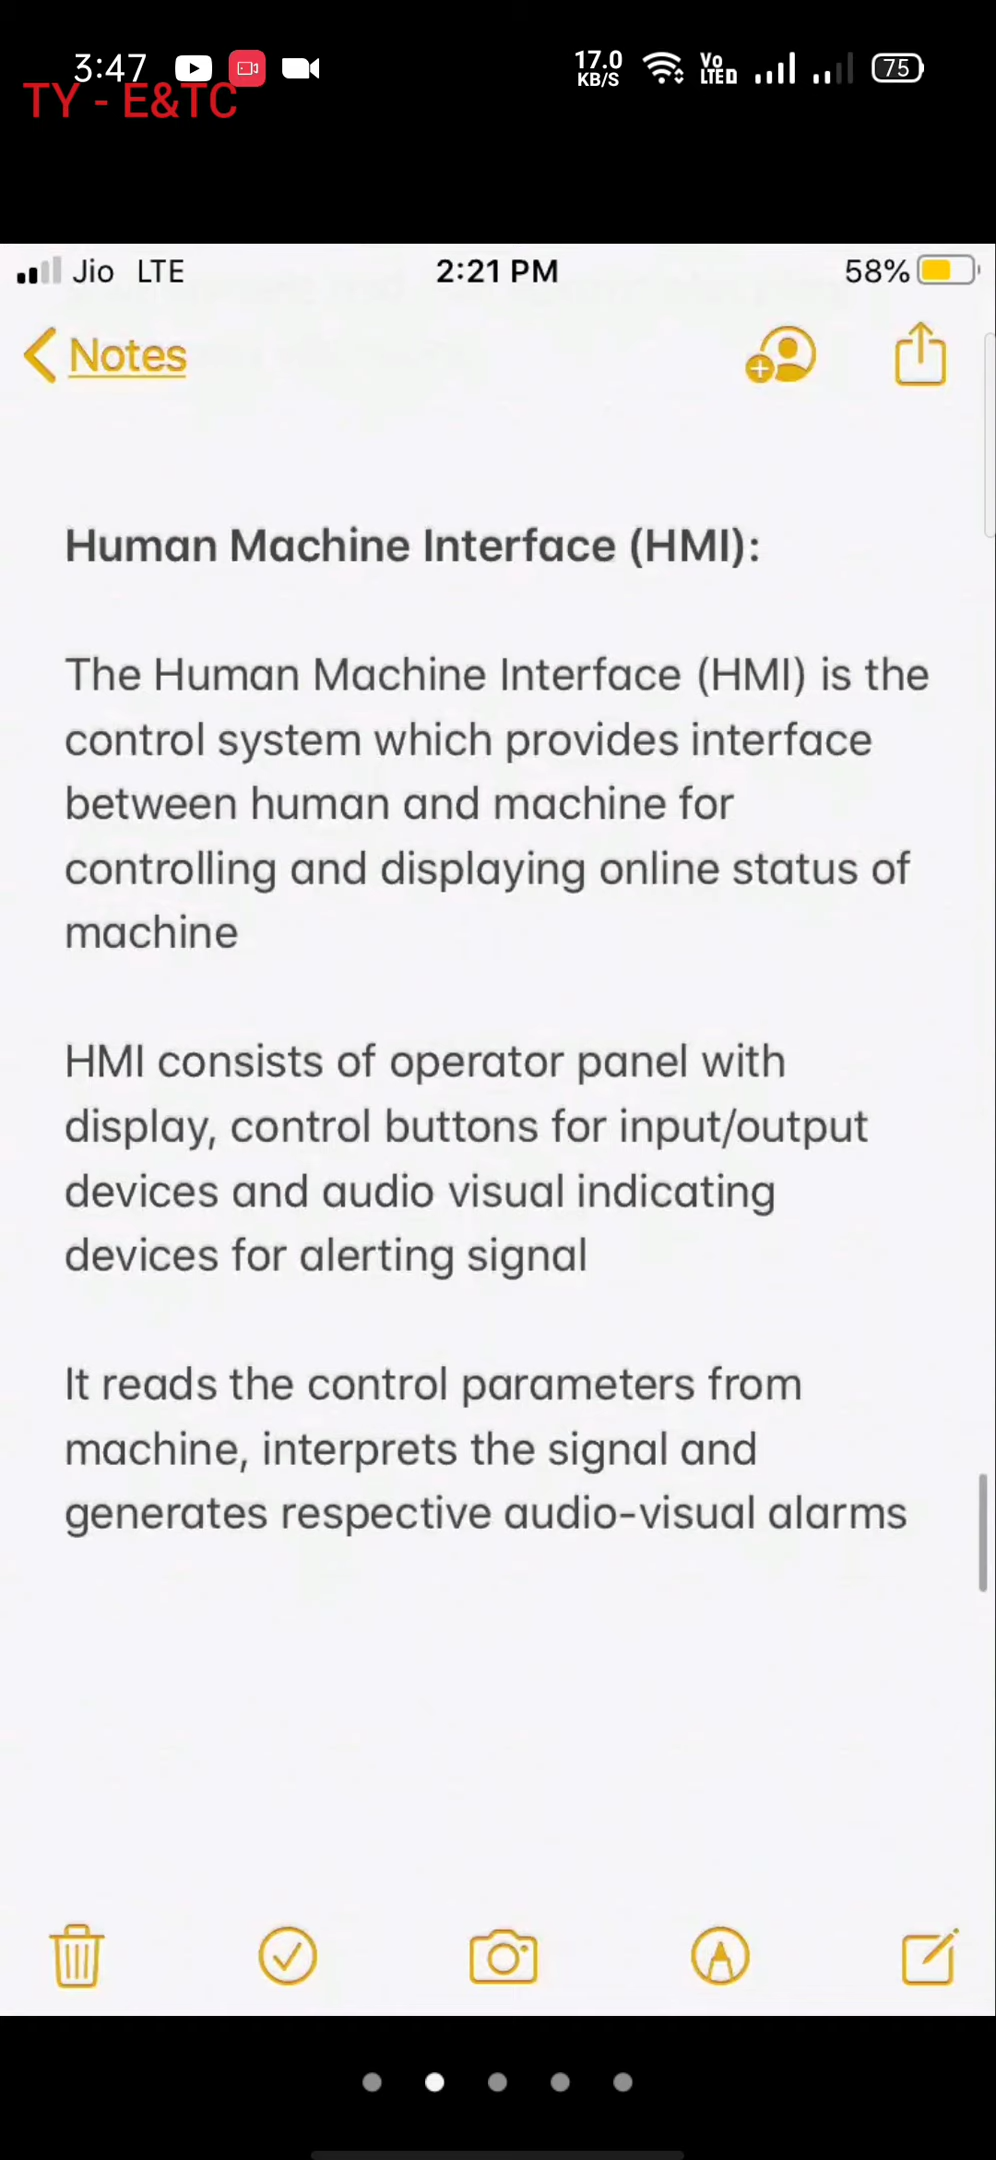 3:47 17.0 KB/S Vo LTED 75
TY - E&TC
Jio LTE 2:21 PM 58%
Notes
Human Machine Interface (HMI):
The Human Machine Interface (HMI) is the
control system which provides interface
between human and machine for
controlling and displaying online status of
machine
HMI consists of operator panel with
display, control buttons for input/output
devices and audio visual indicating
devices for alerting signal
It reads the control parameters from
machine, interprets the signal and
generates respective audio-visual alarms